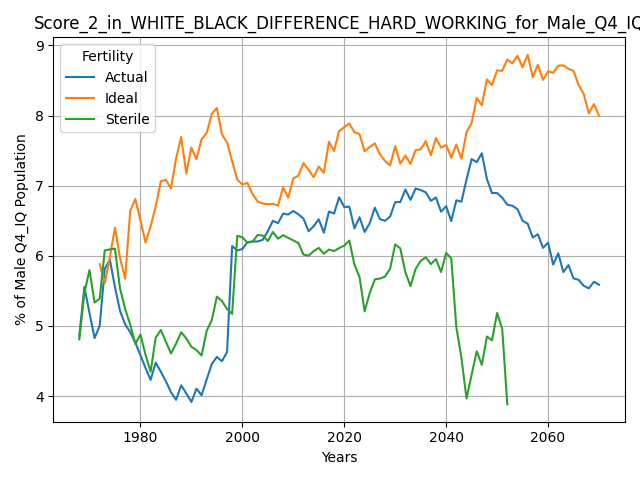 Score_2_in_WHITE_BLACK_DIFFERENCE_HARD_WORKING_for_Male_Q4_IQ
Fertility
Actual
Ideal
Sterile
% of Male Q4_IQ Population
9
8
7
6
5
4
1980
2000
2020
2040
2060
Years